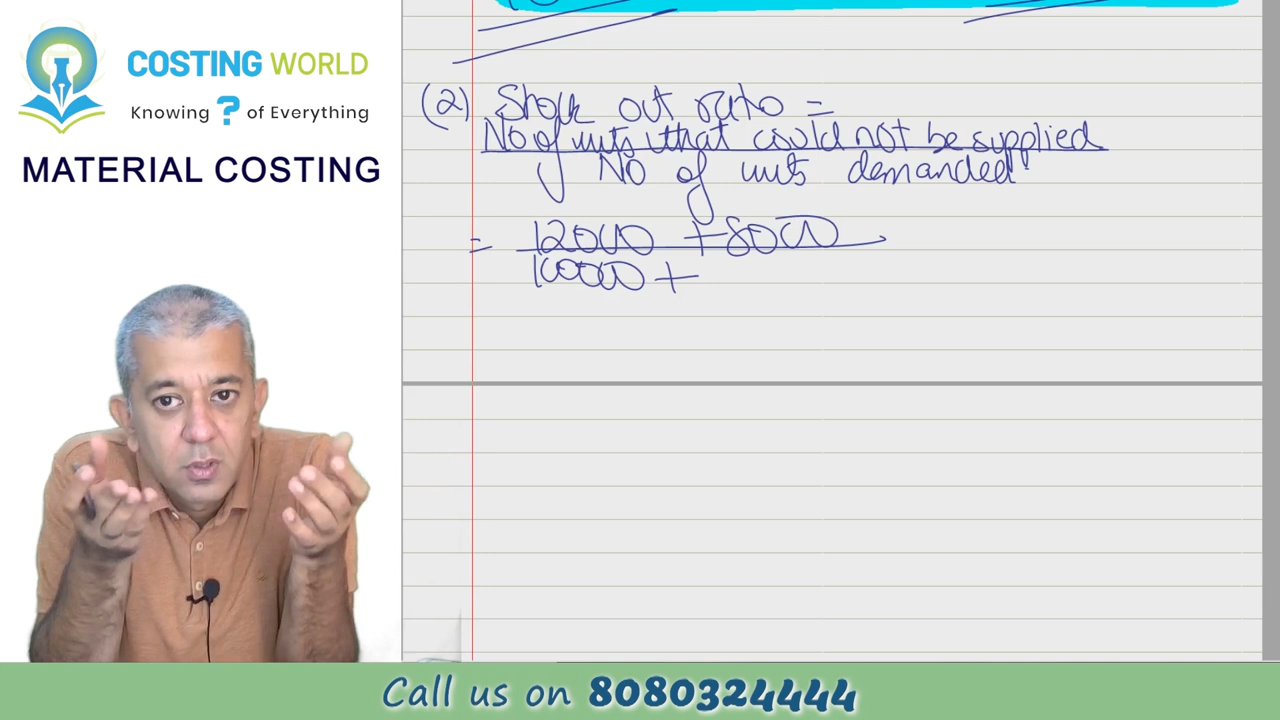 COSTING WORLD
Knowing ? of Everything
MATERIAL COSTING
(2) Stock out ratio =
No of units that could not be supplied
No of units demanded
= 12000 + 8000
100000 +
Call us on 8080324444